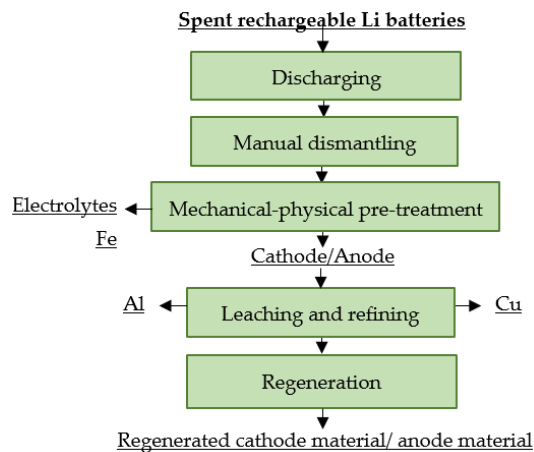 Spent rechargeable Li batteries
Discharging
Manual dismantling
Electrolytes
Mechanical-physical pre-treatment
Fe
Cathode/Anode
Al
Leaching and refining
Cu
Regeneration
Regenerated cathode material/ anode material